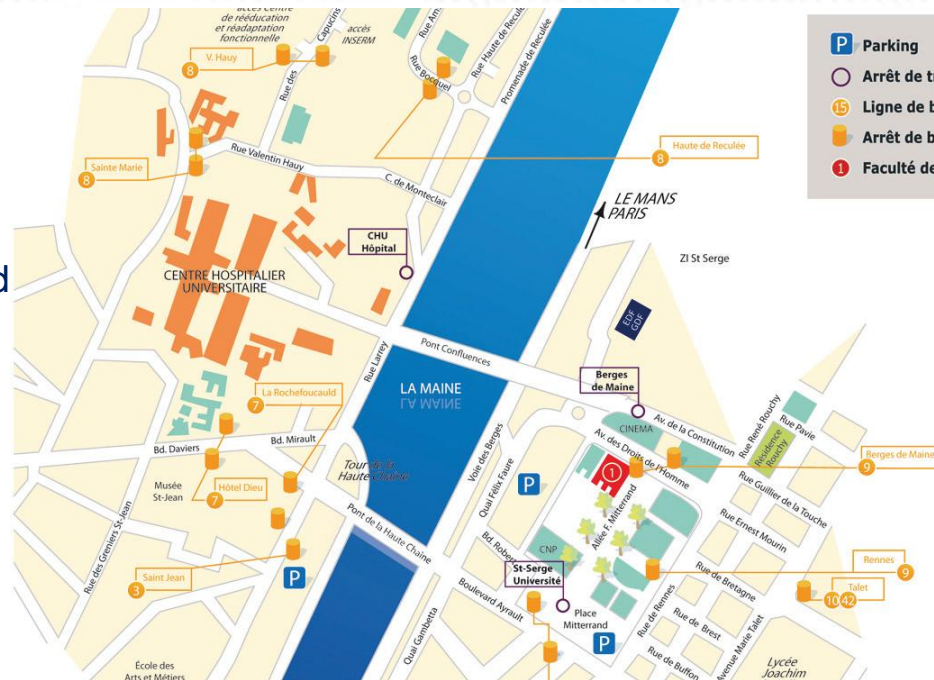 accès Centre
de rééducation
et réadaptation
fonctionnelle
Capucins
accès
INSERM
Rue des
V. Hauy
8
Rue Bocquel
Rue Haute de Reculée
Promenade de Reculée
P Parking
Arrêt de
15 Ligne de
Arrêt de
1 Faculté de
Sainte Marie
8
Rue Valentin Hauy
C. de Monteclair
Haute de Reculée
8
LE MANS
PARIS
CHU
Hôpital
ZI St Serge
d
CENTRE HOSPITALIER
UNIVERSITAIRE
EDF
GDF
Rue Larrey
Pont Confluences
LA MAINE
LA MAINE
La Rochefoucauld
7
Berges
de Maine
CINEMA
Av. de la Constitution
Av. des Droits de l'Homme
Rue René Rouchy
Rue Pavie
Résidence
Rouchy
Berges de Maine
9
Bd. Daviers
Bd. Mirault
Musée
St-Jean
Hôtel Dieu
7
Tour de la
Haute Chaîne
Voie des Berges
Quai Félix Faure
P
1
Allée F. Mitterrand
Rue Guillier de la Touche
Rue Ernest Mourin
Rue des Greniers St-Jean
Pont de la Haute Chaîne
Bd. Robert
CNP
St-Serge
Université
Rue de Bretagne
Rennes
9
Saint Jean
3
P
Boulevard Ayrault
Place
Mitterrand
P
Rue de Rennes
Rue de Brest
Talet
10 42
Quai Gambetta
Rue de Buffon
Avenue Marie Talet
Lycée
Joachim
École des
Arts et Métiers